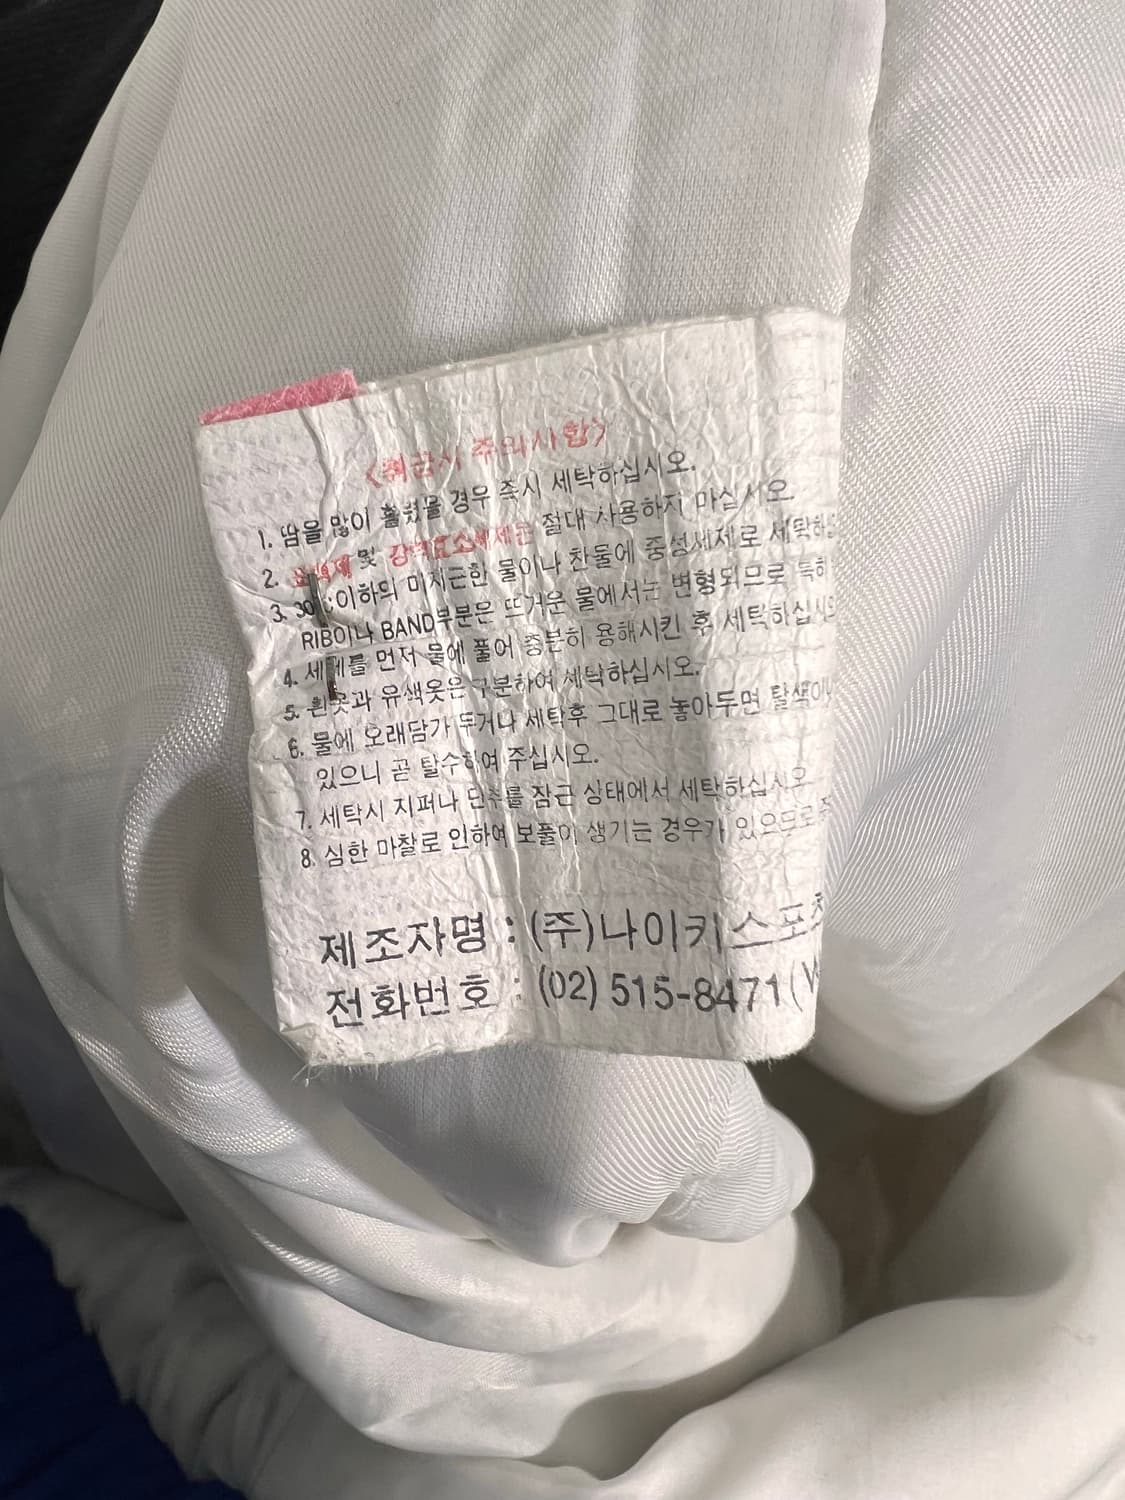 <취급시 주의사항>
1. 땀을 많이 흘렸을 경우 즉시 세탁하십시오.
2. 표백제 및 강력효소세제는 절대 사용하지 마십시오.
3. 30℃이하의 미지근한 물이나 찬물에 중성세제로 세탁하
RIB이나 BAND부분은 뜨거운 물에서는 변형되므로 특히
4. 세제를 먼저 물에 풀어 충분히 용해시킨 후 세탁하십시오
5. 흰옷과 유색옷은 구분하여 세탁하십시오.
6. 물에 오래담가 두거나 세탁후 그대로 놓아두면 탈색이
있으니 곧 탈수하여 주십시오.
7. 세탁시 지퍼나 단추를 잠근 상태에서 세탁하십시오
8. 심한 마찰로 인하여 보풀이 생기는 경우가 있으므로
제조자명 : (주)나이키스포츠
전화번호 : (02) 515-8471(